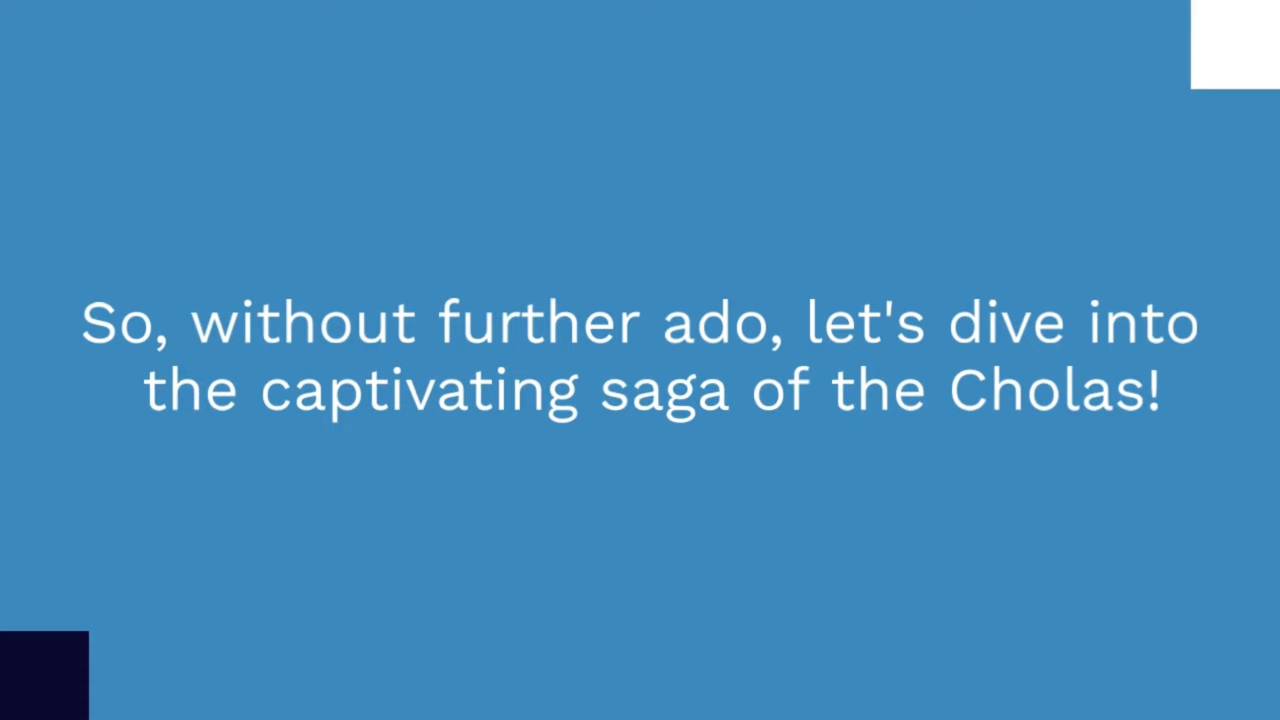 So, without further ado, let's dive into
the captivating saga of the Cholas!